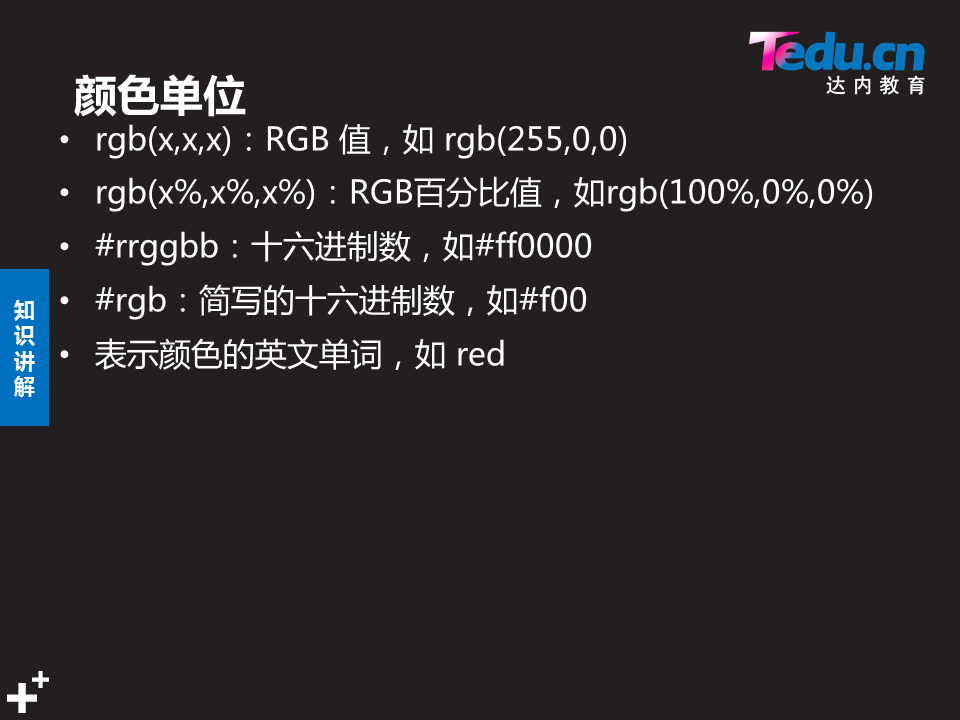 Tedu.cn
达内教育
颜色单位
• rgb(x,x,x)：RGB 值，如 rgb(255,0,0)
• rgb(x%,x%,x%)：RGB百分比值，如rgb(100%,0%,0%)
• #rrggbb：十六进制数，如#ff0000
• #rgb：简写的十六进制数，如#f00
• 表示颜色的英文单词，如 red
知
识
讲
解